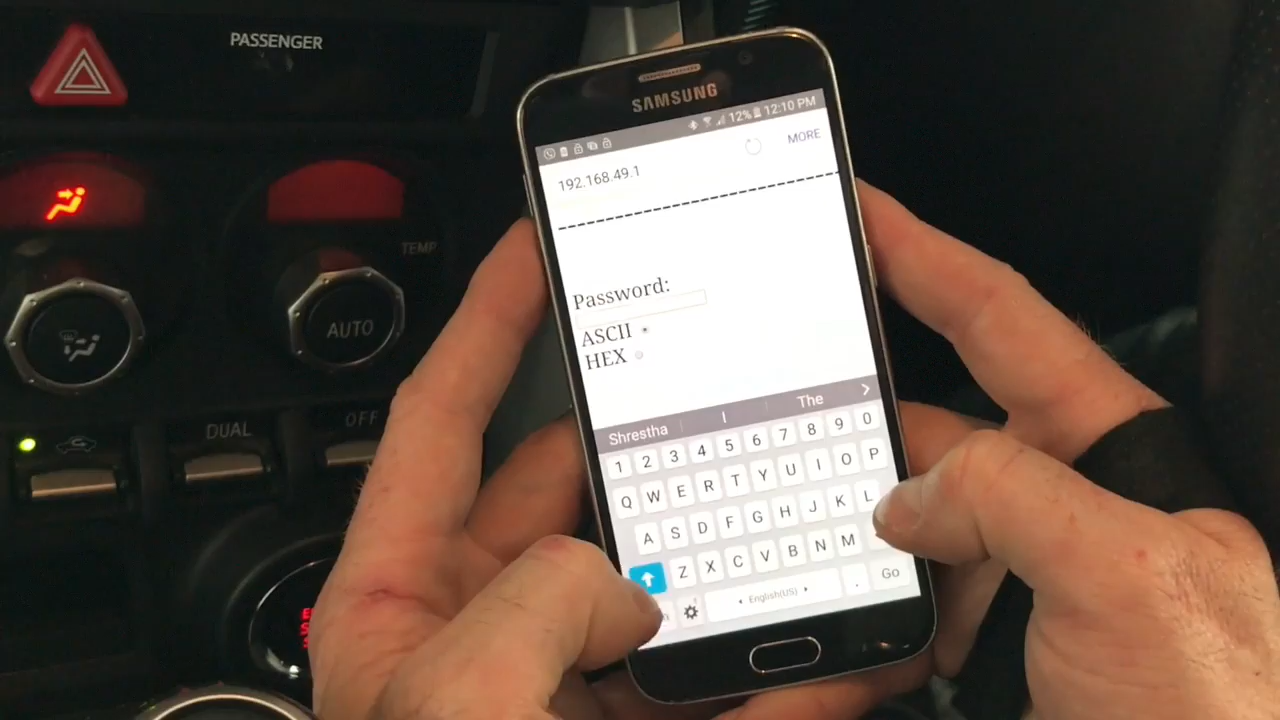 PASSENGER
TEMP
AUTO
DUAL
OFF
SAMSUNG
12% 12:10 PM
192.168.49.1
MORE
Password:
ASCII
HEX
Shrestha I The
1 2 3 4 5 6 7 8 9 0
Q W E R T Y U I O P
A S D F G H J K L
Z X C V B N M
English(US) . Go